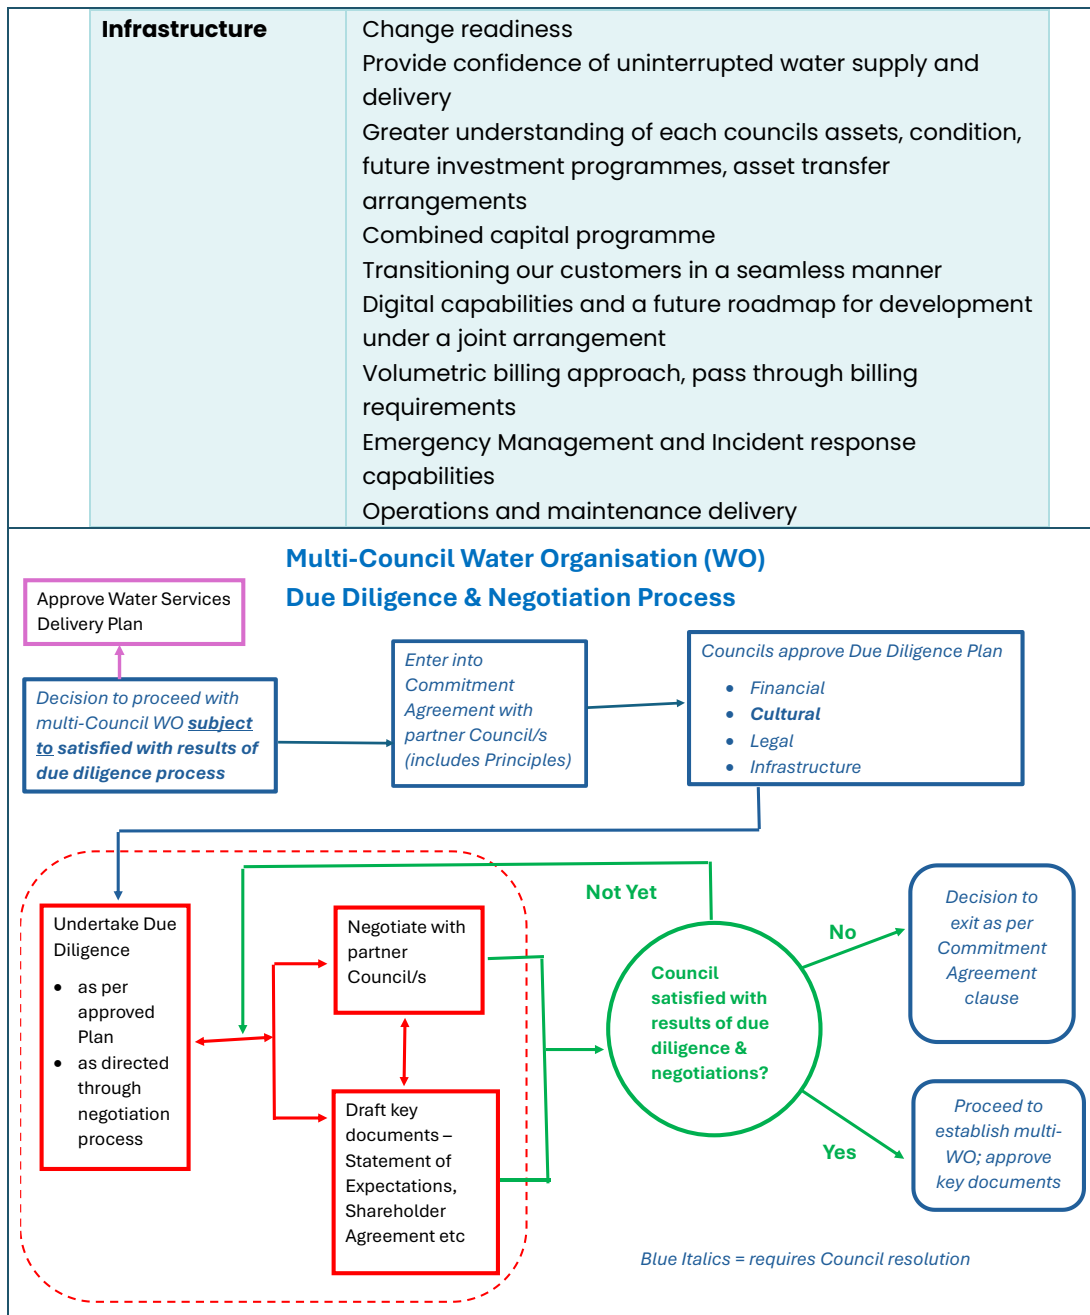 Infrastructure
Change readiness
Provide confidence of uninterrupted water supply and
delivery
Greater understanding of each councils assets, condition,
future investment programmes, asset transfer
arrangements
Combined capital programme
Transitioning our customers in a seamless manner
Digital capabilities and a future roadmap for development
under a joint arrangement
Volumetric billing approach, pass through billing
requirements
Emergency Management and Incident response
capabilities
Operations and maintenance delivery
Multi-Council Water Organisation (WO)
Due Diligence & Negotiation Process
Approve Water Services
Delivery Plan
Decision to proceed with
multi-Council WO subject
to satisfied with results of
due diligence process
Enter into
Commitment
Agreement with
partner Council/s
(includes Principles)
Councils approve Due Diligence Plan
• Financial
• Cultural
• Legal
• Infrastructure
Undertake Due
Diligence
• as per
approved
Plan
• as directed
through
negotiation
process
Negotiate with
partner
Council/s
Draft key
documents –
Statement of
Expectations,
Shareholder
Agreement etc
Not Yet
Council
satisfied with
results of due
diligence &
negotiations?
No
Yes
Decision to
exit as per
Commitment
Agreement
clause
Proceed to
establish multi-
WO; approve
key documents
Blue Italics = requires Council resolution